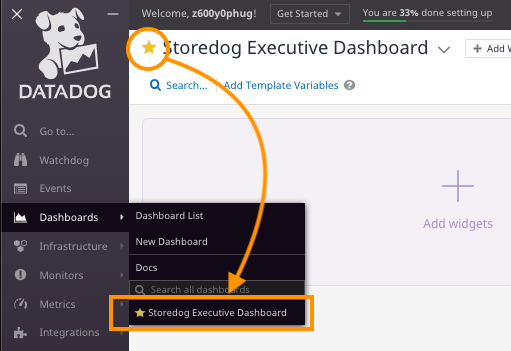 Welcome, z600y0phug!
Get Started
You are 33% done setting up
Storedog Executive Dashboard
Add W
DATADOG
Search...
Add Template Variables
Go to...
Watchdog
Events
Dashboards
Infrastructure
Monitors
Metrics
Integrations
Dashboard List
New Dashboard
Docs
Search all dashboards
Storedog Executive Dashboard
Add widgets